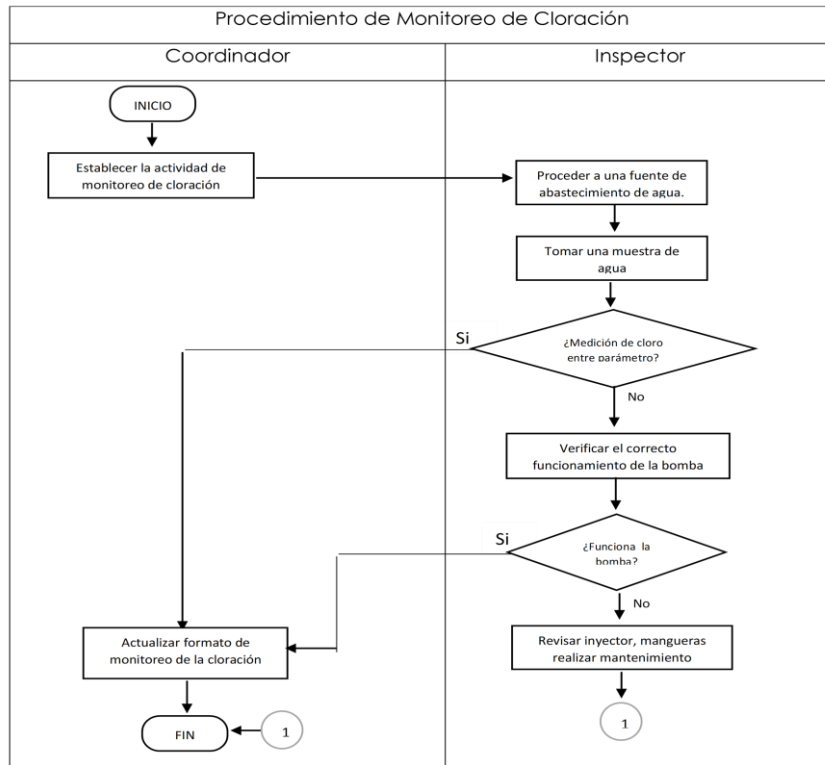 Procedimiento de Monitoreo de Cloración
Coordinador
Inspector
INICIO
Establecer la actividad de
monitoreo de cloración
Proceder a una fuente de
abastecimiento de agua.
Tomar una muestra de
agua
Si
¿Medición de cloro
entre parámetro?
No
Verificar el correcto
funcionamiento de la bomba
Si
¿Funciona la
bomba?
No
Actualizar formato de
monitoreo de la cloración
Revisar inyector, mangueras
realizar mantenimiento
FIN
1
1